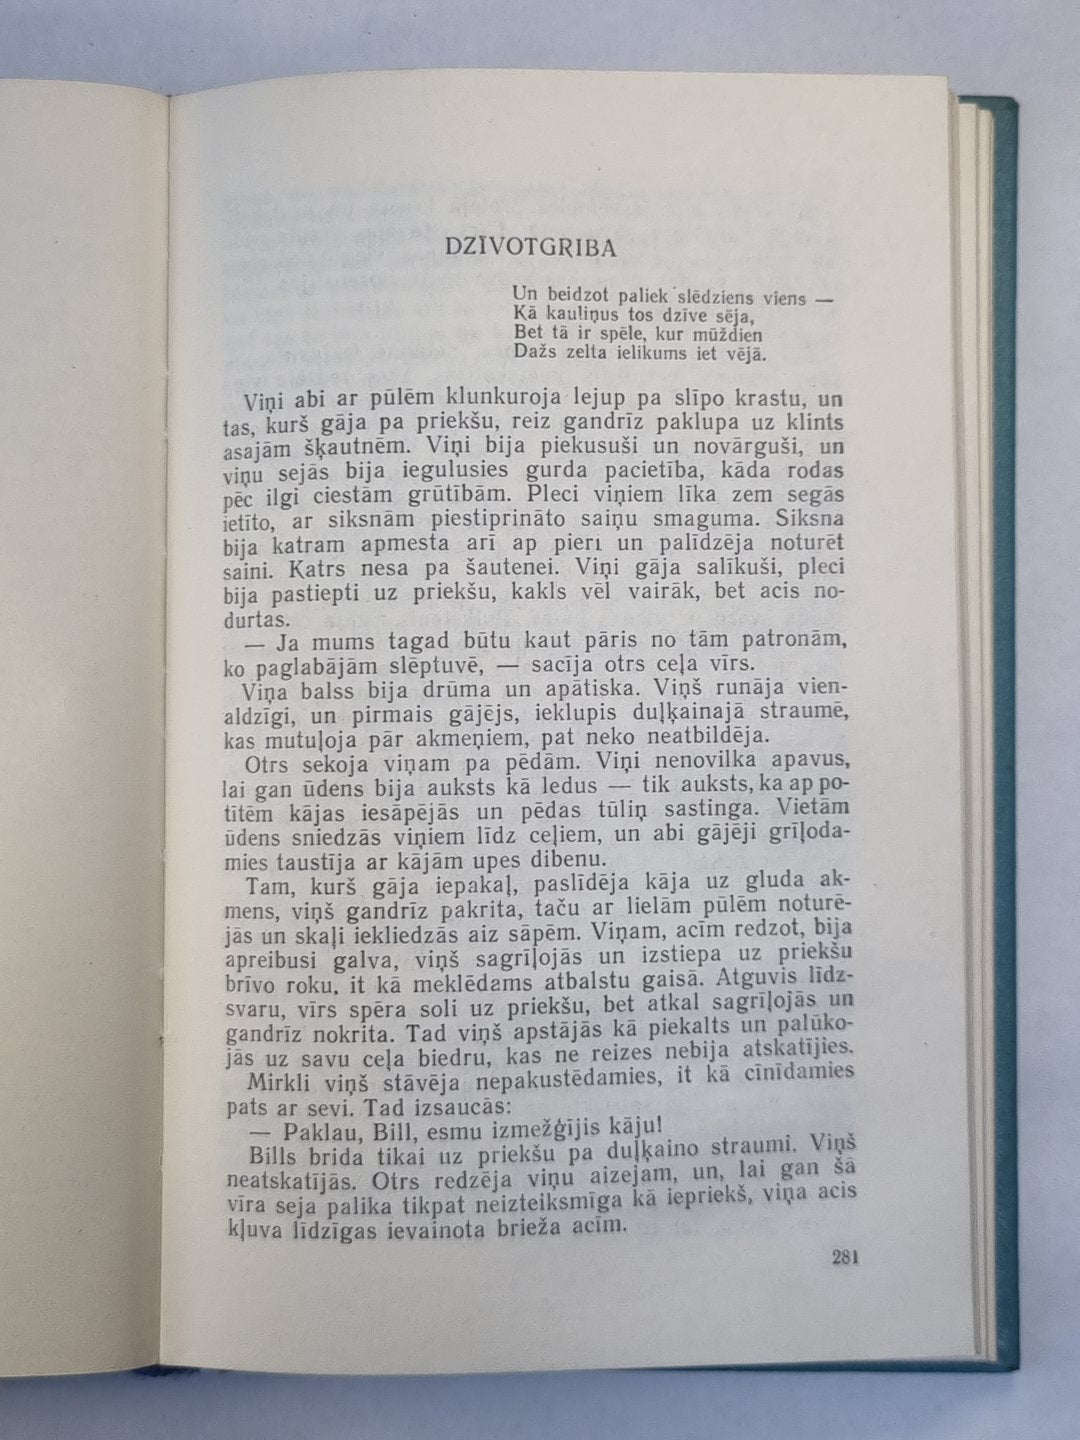 DZĪVOTGRIBA
Un beidzot paliek slēdziens viens —
Kā kauliņus tos dzīve sēja,
Bet tā ir spēle, kur mūždien
Dažs zelta ielikums iet vējā.
Viņi abi ar pūlēm klunkuroja lejup pa slīpo krastu, un
tas, kurš gāja pa priekšu, reiz gandrīz paklupa uz klints
asajām šķautnēm. Viņi bija piekusuši un novārguši, un
viņu sejās bija iegulusies gurda pacietība, kāda rodas
pēc ilgi ciestām grūtībām. Pleci viņiem līka zem segās
ietīto, ar siksnām piestiprināto saiņu smaguma. Siksna
bija katram apmesta arī ap pieri un palīdzēja noturēt
saini. Katrs nesa pa šautenei. Viņi gāja salīkuši, pleci
bija pastiepti uz priekšu, kakls vēl vairāk, bet acis no-
durtas.
— Ja mums tagad būtu kaut pāris no tām patronām,
ko paglabājām slēptuvē, — sacīja otrs ceļa vīrs.
Viņa balss bija drūma un apātiska. Viņš runāja vien-
aldzīgi, un pirmais gājējs, ieklupis duļķainajā straumē,
kas mutuļoja pār akmeņiem, pat neko neatbildēja.
Otrs sekoja viņam pa pēdām. Viņi nenovilka apavus,
lai gan ūdens bija auksts kā ledus — tik auksts, ka ap po-
tītēm kājas iesāpējās un pēdas tūliņ sastinga. Vietām
ūdens sniedzās viņiem līdz ceļiem, un abi gājēji grīļoda-
mies taustīja ar kājām upes dibenu.
Tam, kurš gāja iepakaļ, paslīdēja kāja uz gluda ak-
mens, viņš gandrīz pakrita, taču ar lielām pūlēm noturē-
jās un skaļi iekliedzās aiz sāpēm. Viņam, acīm redzot, bija
apreibusi galva, viņš sagrīļojās un izstiepa uz priekšu
brīvo roku, it kā meklēdams atbalstu gaisā. Atguvis līdz-
svaru, vīrs spēra soli uz priekšu, bet atkal sagrīļojās un
gandrīz nokrita. Tad viņš apstājās kā piekalts un palūko-
jās uz savu ceļa biedru, kas ne reizes nebija atskatījies.
Mirkli viņš stāvēja nepakustēdamies, it kā cīnīdamies
pats ar sevi. Tad izsaucās:
— Paklau, Bill, esmu izmežģījis kāju!
Bills brida tikai uz priekšu pa duļķaino straumi. Viņš
neatskatījās. Otrs redzēja viņu aizejam, un, lai gan šā
vīra seja palika tikpat neizteiksmīga kā iepriekš, viņa acis
kļuva līdzīgas ievainota brieža acīm.
281